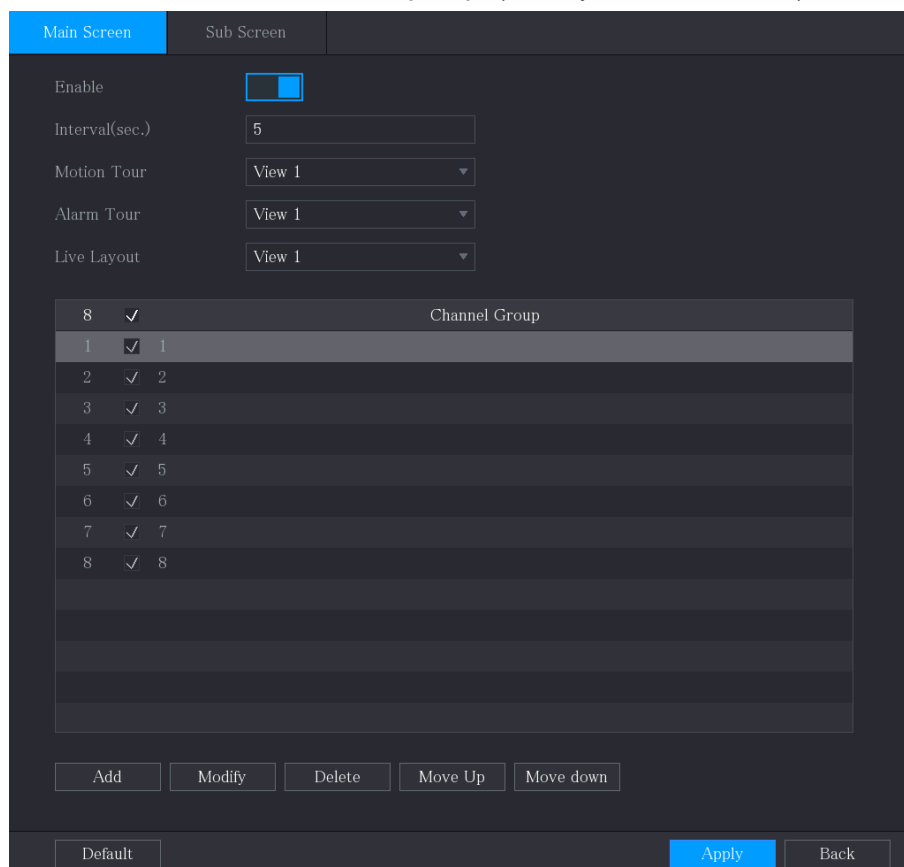 Main Screen Sub Screen
Enable
Interval(sec.) 5
Motion Tour View 1
Alarm Tour View 1
Live Layout View 1
8 Channel Group
1 1
2 2
3 3
4 4
5 5
6 6
7 7
8 8
Add Modify Delete Move Up Move down
Default Apply Back